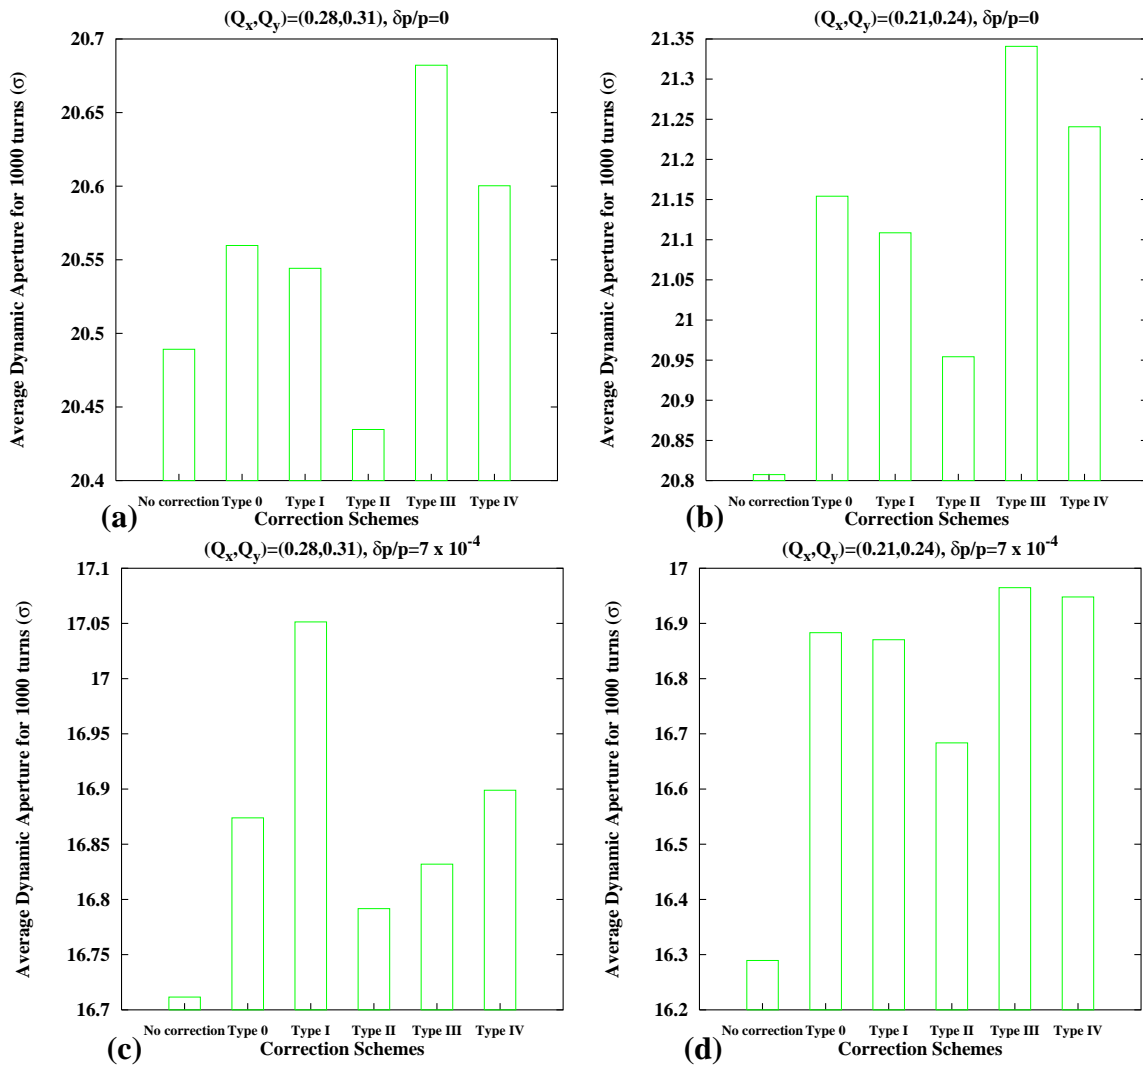 (Qx,Qy)=(0.28,0.31), δp/p=0
Average Dynamic Aperture for 1000 turns (σ)
20.7
20.65
20.6
20.55
20.5
20.45
20.4
No correction Type 0 Type I Type II Type III Type IV
(a) Correction Schemes
(Qx,Qy)=(0.21,0.24), δp/p=0
Average Dynamic Aperture for 1000 turns (σ)
21.35
21.3
21.25
21.2
21.15
21.1
21.05
21
20.95
20.9
20.85
20.8
No correction Type 0 Type I Type II Type III Type IV
(b) Correction Schemes
(Qx,Qy)=(0.28,0.31), δp/p=7 x 10⁻⁴
Average Dynamic Aperture for 1000 turns (σ)
17.1
17.05
17
16.95
16.9
16.85
16.8
16.75
16.7
No correction Type 0 Type I Type II Type III Type IV
(c) Correction Schemes
(Qx,Qy)=(0.21,0.24), δp/p=7 x 10⁻⁴
Average Dynamic Aperture for 1000 turns (σ)
17
16.9
16.8
16.7
16.6
16.5
16.4
16.3
16.2
No correction Type 0 Type I Type II Type III Type IV
(d) Correction Schemes